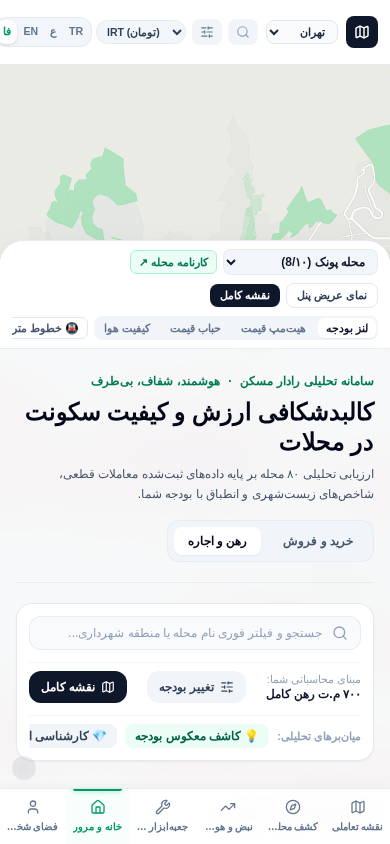 تهران
IRT (تومان)
فا
EN
ع
TR
محله پونک (8/۱۰)
کارنامه محله ↗
نمای عریض پنل
نقشه کامل
لنز بودجه
هیت‌مپ قیمت
حباب قیمت
کیفیت هوا
🚇 خطوط متر
سامانه تحلیلی رادار مسکن · هوشمند، شفاف، بی‌طرف
کالبدشکافی ارزش و کیفیت سکونت
در محلات
ارزیابی تحلیلی ۸۰ محله بر پایه داده‌های ثبت‌شده معاملات قطعی،
شاخص‌های زیست‌شهری و انطباق با بودجه شما.
خرید و فروش
رهن و اجاره
جستجو و فیلتر فوری نام محله یا منطقه شهرداری...
مبنای محاسباتی شما:
۷۰۰ م.ت رهن کامل
تغییر بودجه
نقشه کامل
میان‌برهای تحلیلی:
💡 کاشف معکوس بودجه
💎 کارشناسی ا
نقشه تعاملی
کشف محل...
نبض و هو...
جعبه‌ابزار ...
خانه و مرور
فضای شخ...